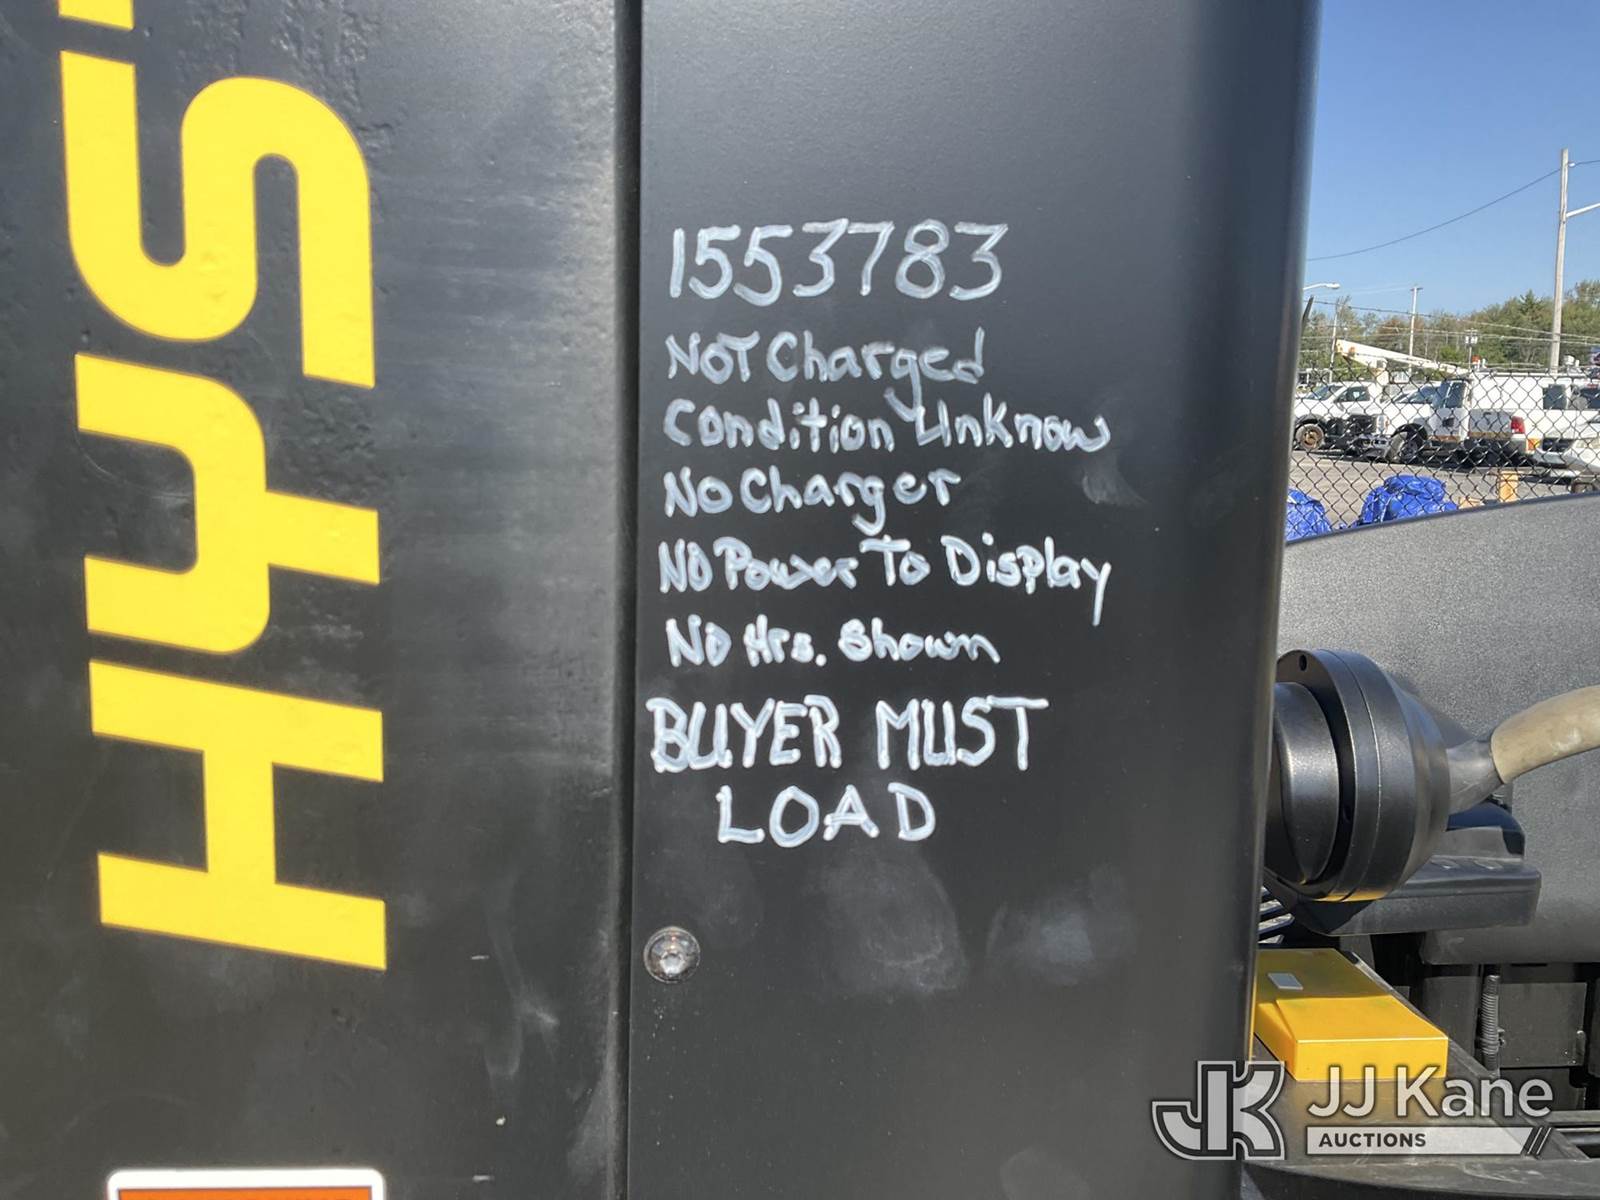 HYS
1553783
NOT Charged
Condition Unknow
No Charger
No Power To Display
No Hrs. Shown
BUYER MUST
LOAD
JK JJ Kane
AUCTIONS